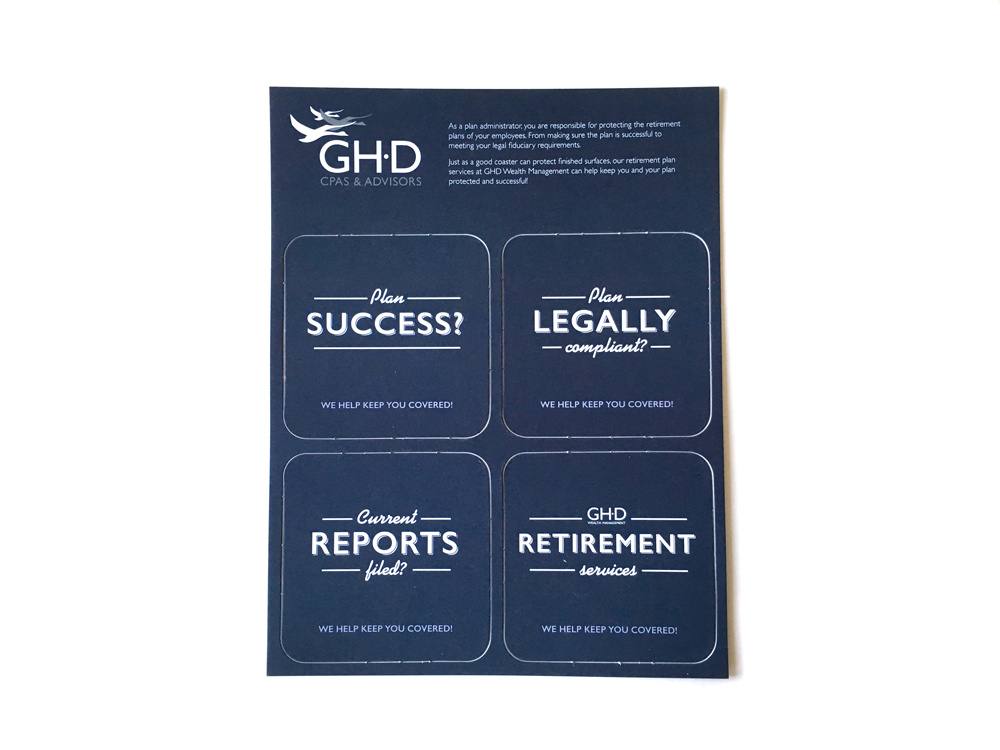 GH·D
CPAS & ADVISORS
As a plan administrator, you are responsible for protecting the retirement
plans of your employees. From making sure the plan is successful to
meeting your legal fiduciary requirements.
Just as a good coaster can protect finished surfaces, our retirement plan
services at GHD Wealth Management can help keep you and your plan
protected and successful!
Plan
SUCCESS?
WE HELP KEEP YOU COVERED!
Plan
LEGALLY
compliant?
WE HELP KEEP YOU COVERED!
Current
REPORTS
filed?
WE HELP KEEP YOU COVERED!
GH·D
WEALTH MANAGEMENT
RETIREMENT
services
WE HELP KEEP YOU COVERED!